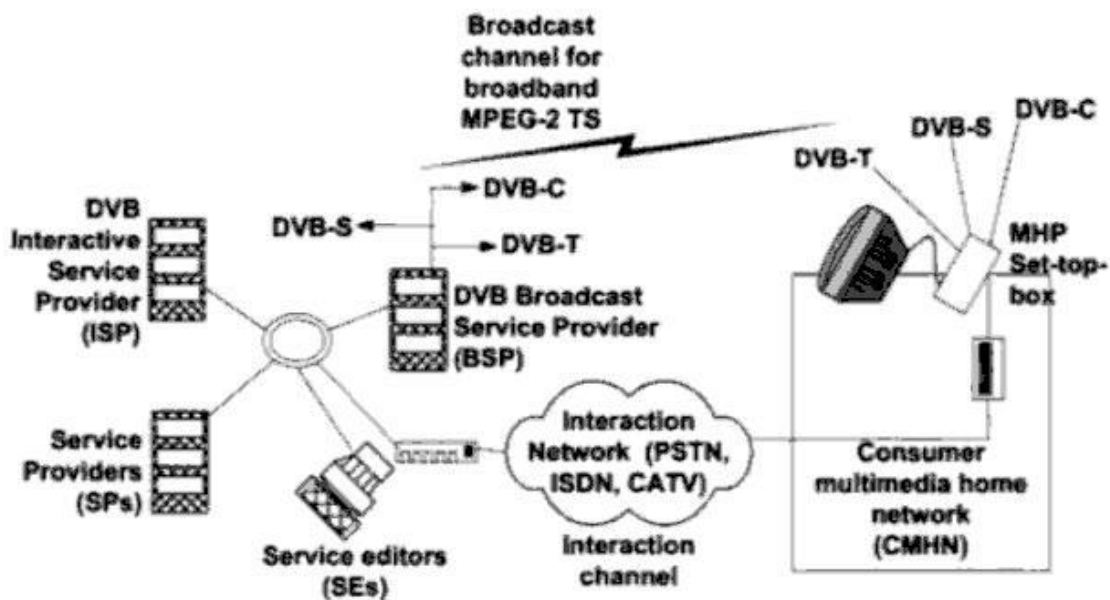 Broadcast
channel for
broadband
MPEG-2 TS
DVB-C
DVB-S
DVB-T
DVB-C
DVB-S
DVB-T
DVB
Interactive
Service
Provider
(ISP)
MHP
Set-top-
box
DVB Broadcast
Service Provider
(BSP)
Service
Providers
(SPs)
Service editors
(SEs)
Interaction
Network (PSTN,
ISDN, CATV)
Interaction
channel
Consumer
multimedia home
network
(CMHN)